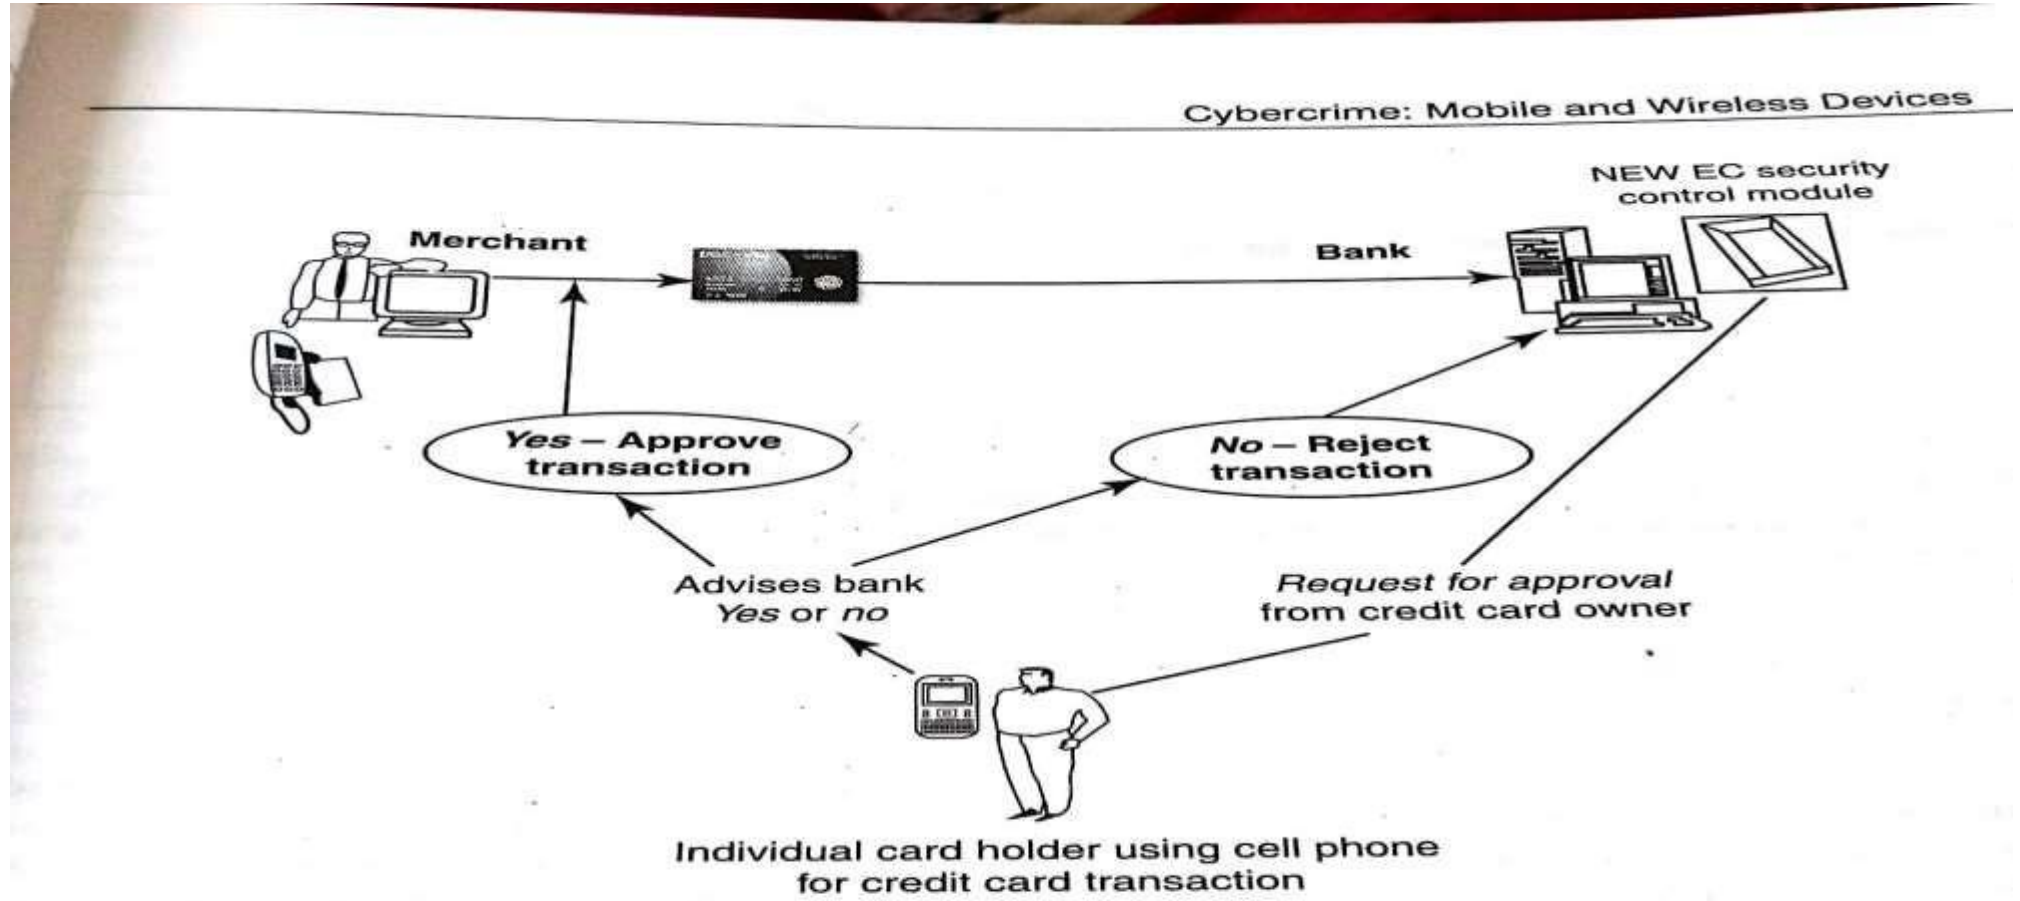 Cybercrime: Mobile and Wireless Devices
NEW EC security
control module
Merchant
Bank
Yes – Approve
transaction
No – Reject
transaction
Advises bank
Yes or no
Request for approval
from credit card owner
Individual card holder using cell phone
for credit card transaction